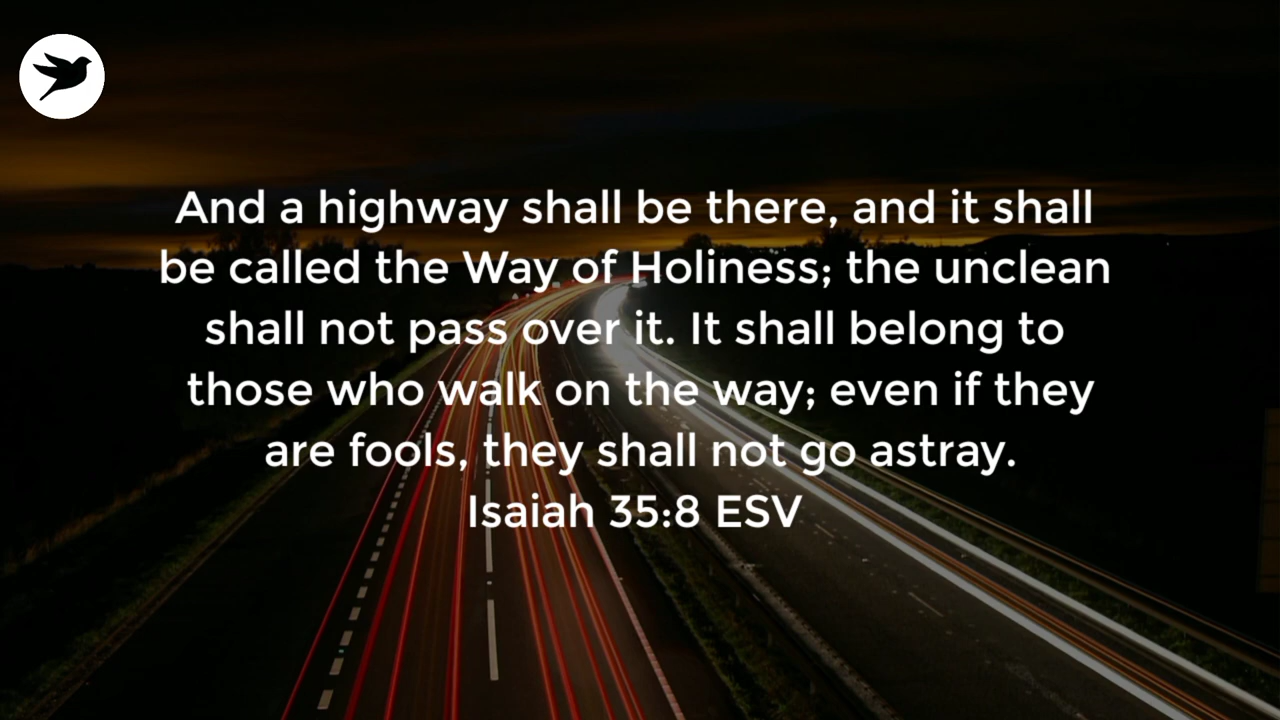 And a highway shall be there, and it shall
be called the Way of Holiness; the unclean
shall not pass over it. It shall belong to
those who walk on the way; even if they
are fools, they shall not go astray.
Isaiah 35:8 ESV